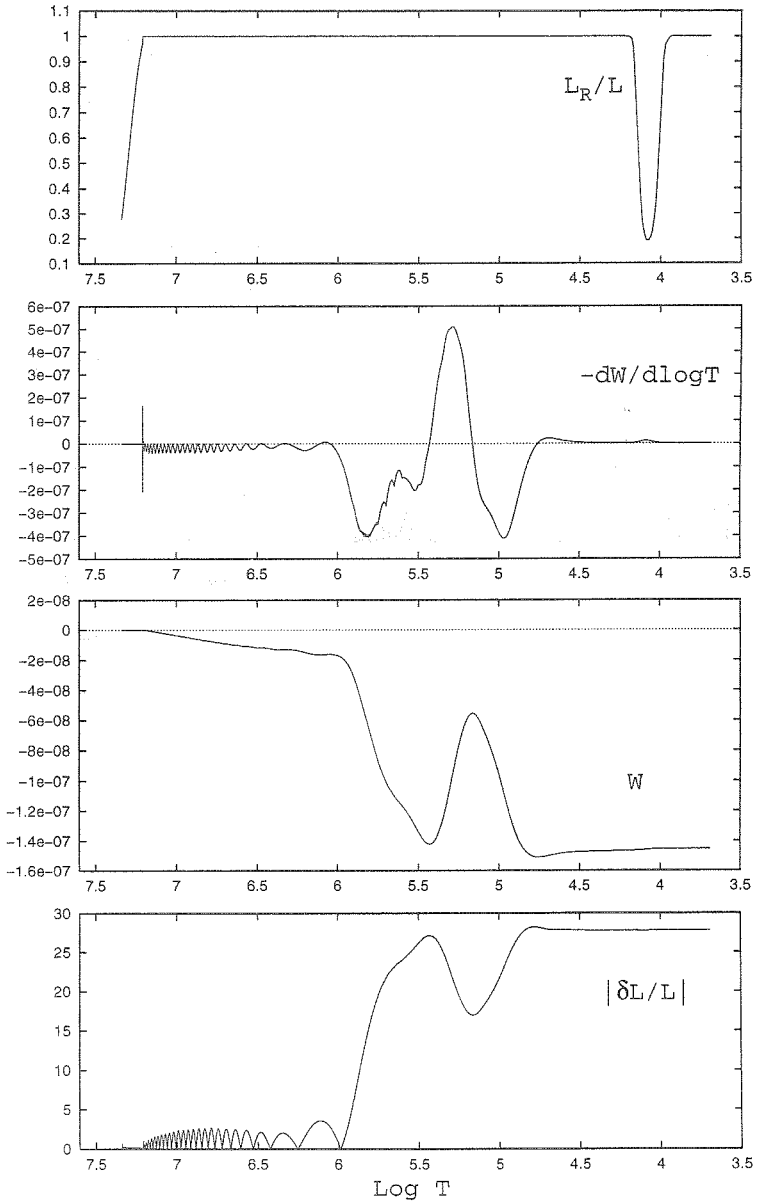 1.1
1
0.9
0.8
0.7
0.6
0.5
0.4
0.3
0.2
0.1
L_R/L
7.5 7 6.5 6 5.5 5 4.5 4 3.5
6e-07
5e-07
4e-07
3e-07
2e-07
1e-07
0
-1e-07
-2e-07
-3e-07
-4e-07
-5e-07
-dW/dlogT
7.5 7 6.5 6 5.5 5 4.5 4 3.5
2e-08
0
-2e-08
-4e-08
-6e-08
-8e-08
-1e-07
-1.2e-07
-1.4e-07
-1.6e-07
W
7.5 7 6.5 6 5.5 5 4.5 4 3.5
30
25
20
15
10
5
0
|δL/L|
7.5 7 6.5 6 5.5 5 4.5 4 3.5
Log T